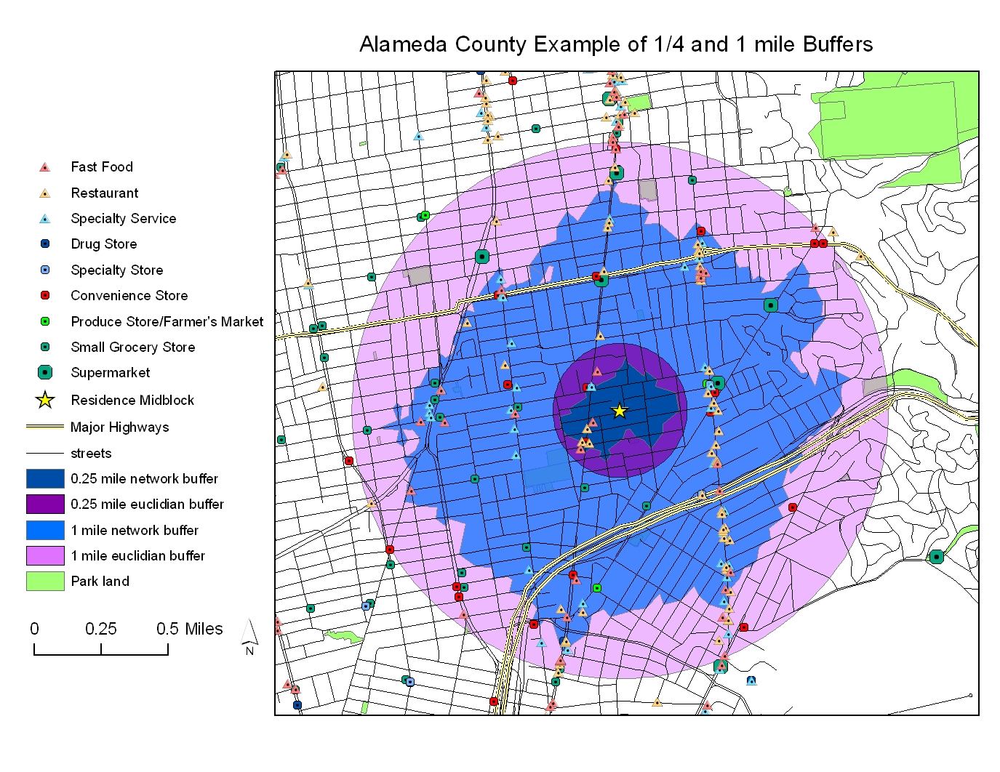 Alameda County Example of 1/4 and 1 mile Buffers
Fast Food
Restaurant
Specialty Service
Drug Store
Specialty Store
Convenience Store
Produce Store/Farmer's Market
Small Grocery Store
Supermarket
Residence Midblock
Major Highways
streets
0.25 mile network buffer
0.25 mile euclidian buffer
1 mile network buffer
1 mile euclidian buffer
Park land
0 0.25 0.5 Miles
N